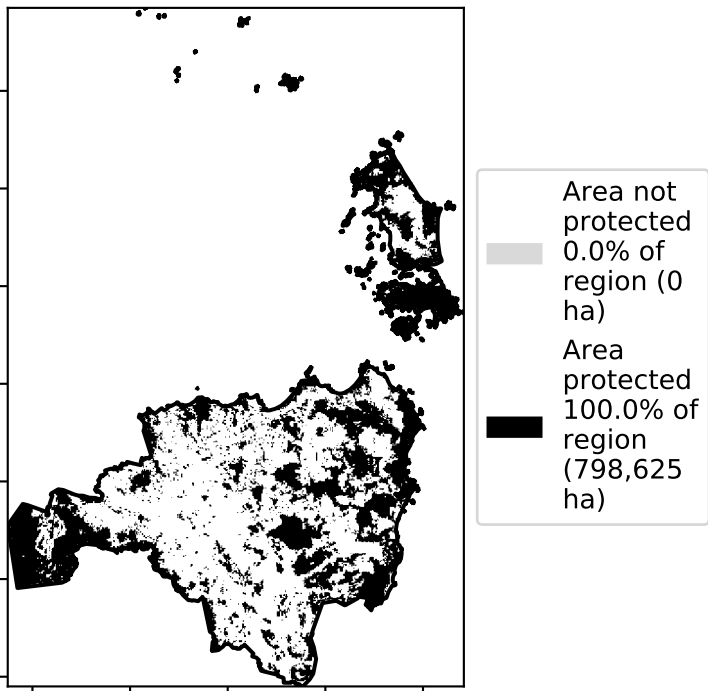 Area not
protected
0.0% of
region (0
ha)
Area
protected
100.0% of
region
(798,625
ha)